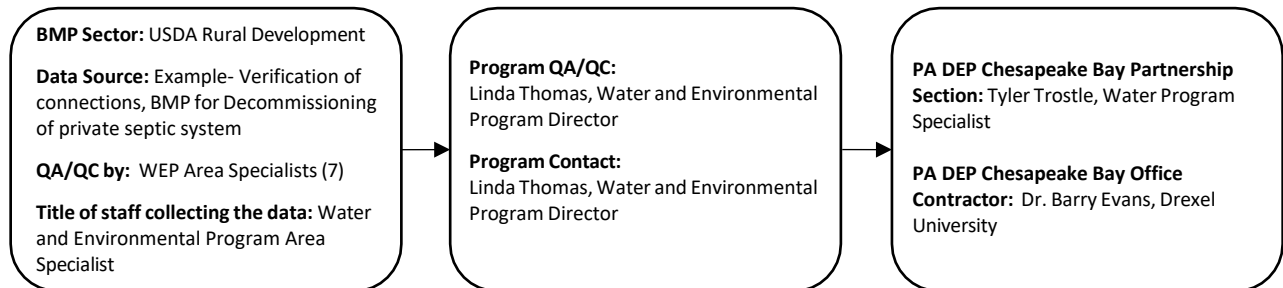 BMP Sector: USDA Rural Development
Data Source: Example- Verification of
connections, BMP for Decommissioning
of private septic system
QA/QC by: WEP Area Specialists (7)
Title of staff collecting the data: Water
and Environmental Program Area
Specialist
Program QA/QC:
Linda Thomas, Water and Environmental
Program Director
Program Contact:
Linda Thomas, Water and Environmental
Program Director
PA DEP Chesapeake Bay Partnership
Section: Tyler Trostle, Water Program
Specialist
PA DEP Chesapeake Bay Office
Contractor: Dr. Barry Evans, Drexel
University